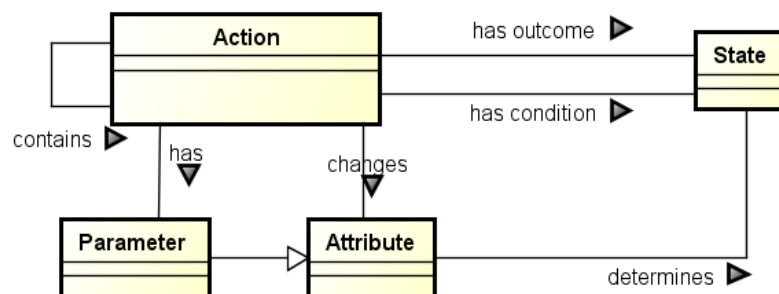 Action
has outcome
State
has condition
contains
has
changes
Parameter
Attribute
determines